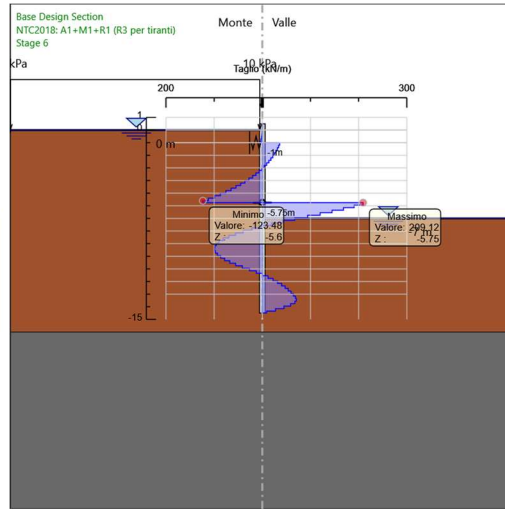 Base Design Section
NTC2018: A1+M1+R1 (R3 per tiranti)
Stage 6
Monte Valle
kPa
10 kPa
Taglio (kN/m)
200
300
1
0 m
-1m
-5.75m
Minimo
Valore: -123.48
Z : -5.6
Massimo
Valore: 209.12
Z : -5.75
-7 m
-15